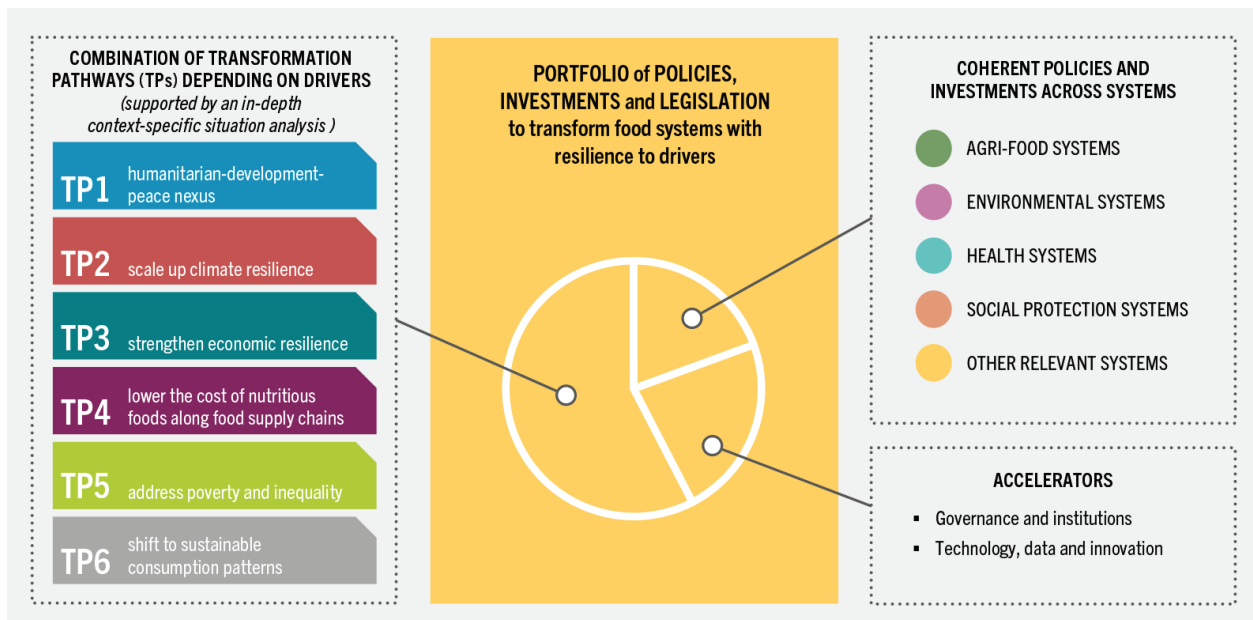 COMBINATION OF TRANSFORMATION
PATHWAYS (TPs) DEPENDING ON DRIVERS
(supported by an in-depth
context-specific situation analysis )
TP1
humanitarian-development-
peace nexus
TP2
scale up climate resilience
TP3
strengthen economic resilience
TP4
lower the cost of nutritious
foods along food supply chains
TP5
address poverty and inequality
TP6
shift to sustainable
consumption patterns
PORTFOLIO of POLICIES,
INVESTMENTS and LEGISLATION
to transform food systems with
resilience to drivers
COHERENT POLICIES AND
INVESTMENTS ACROSS SYSTEMS
AGRI-FOOD SYSTEMS
ENVIRONMENTAL SYSTEMS
HEALTH SYSTEMS
SOCIAL PROTECTION SYSTEMS
OTHER RELEVANT SYSTEMS
ACCELERATORS
▪ Governance and institutions
▪ Technology, data and innovation